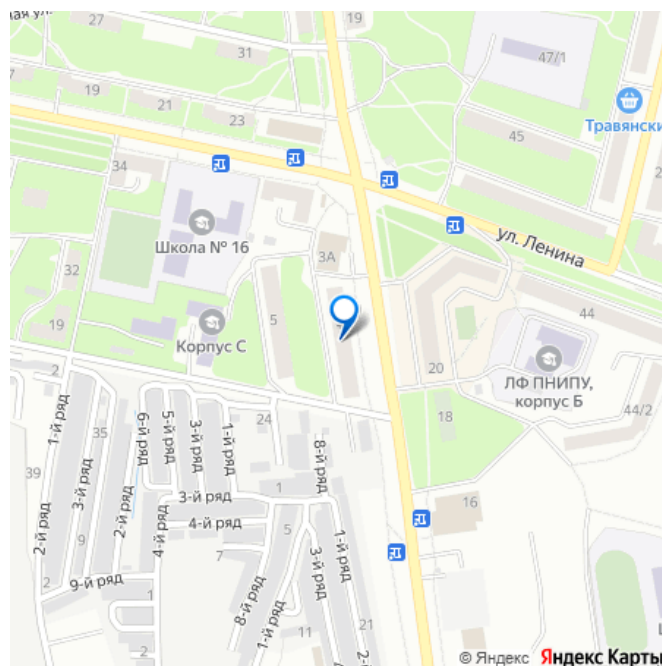 ная ул.
27
31
19
47/1
7
19
21
23
45
Травянски
34
2
Школа № 16
3А
ул. Ленина
32
19
5
Корпус С
44
20
ЛФ ПНИПУ,
корпус Б
18
44/2
2
24
1-й ряд
35
6-й ряд
5-й ряд
3-й ряд
1-й ряд
8-й ряд
39
3-й ряд
2-й ряд
1
3-й ряд
4-й ряд
5
1-й ряд
16
2-й ряд
9
4-й ряд
7
3-й ряд
2
9-й ряд
8-й ряд
1-й ряд
21
2
11
2-
© Яндекс Яндекс Карты